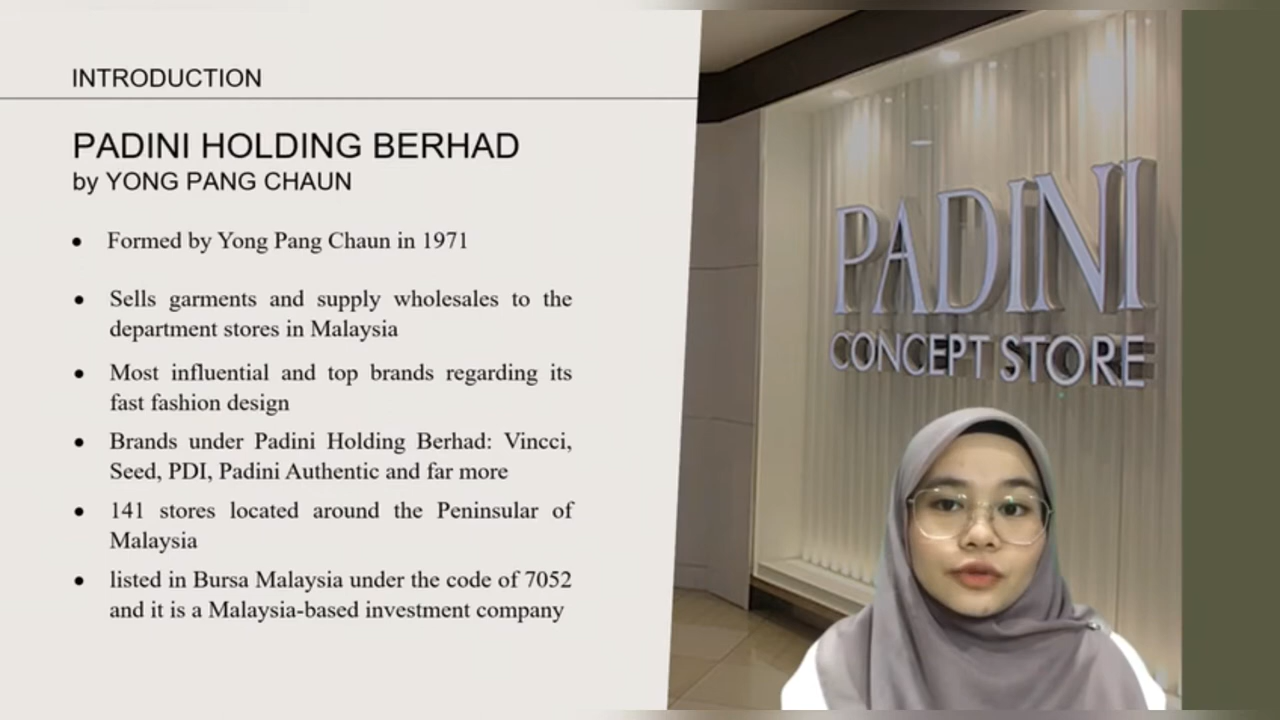 INTRODUCTION
PADINI HOLDING BERHAD
by YONG PANG CHAUN
• Formed by Yong Pang Chaun in 1971
• Sells garments and supply wholesales to the
department stores in Malaysia
• Most influential and top brands regarding its
fast fashion design
• Brands under Padini Holding Berhad: Vincci,
Seed, PDI, Padini Authentic and far more
• 141 stores located around the Peninsular of
Malaysia
• listed in Bursa Malaysia under the code of 7052
and it is a Malaysia-based investment company
PADINI
CONCEPT STORE